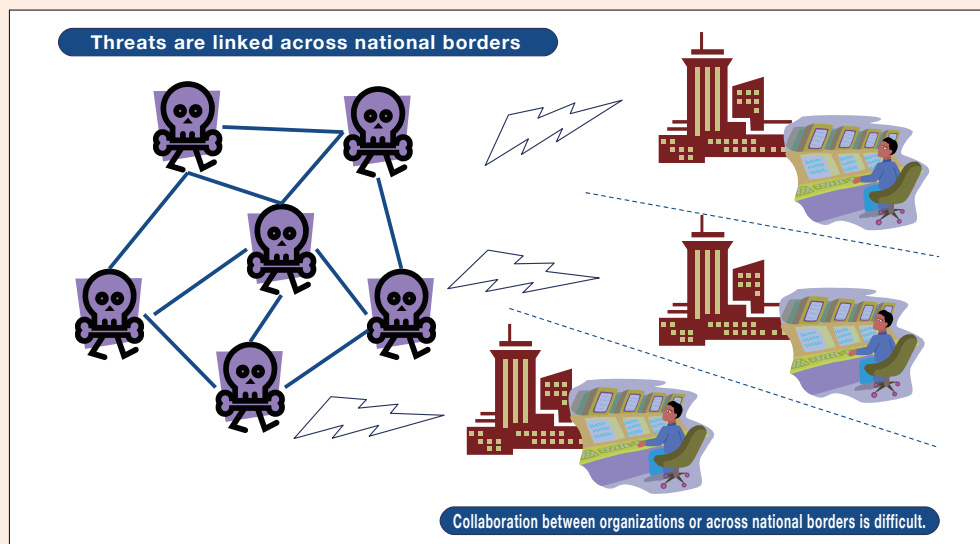 Threats are linked across national borders
Collaboration between organizations or across national borders is difficult.